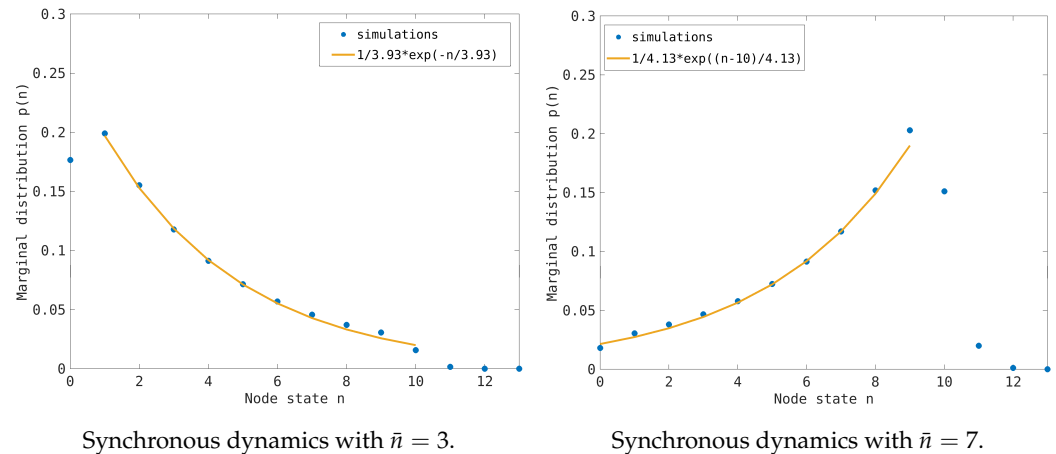 0.3
0.25
0.2
0.15
0.1
0.05
0
Marginal distribution p(n)
simulations
1/3.93*exp(-n/3.93)
0 2 4 6 8 10 12
Node state n
Synchronous dynamics with n̄ = 3.
0.3
0.25
0.2
0.15
0.1
0.05
0
Marginal distribution p(n)
simulations
1/4.13*exp((n-10)/4.13)
0 2 4 6 8 10 12
Node state n
Synchronous dynamics with n̄ = 7.